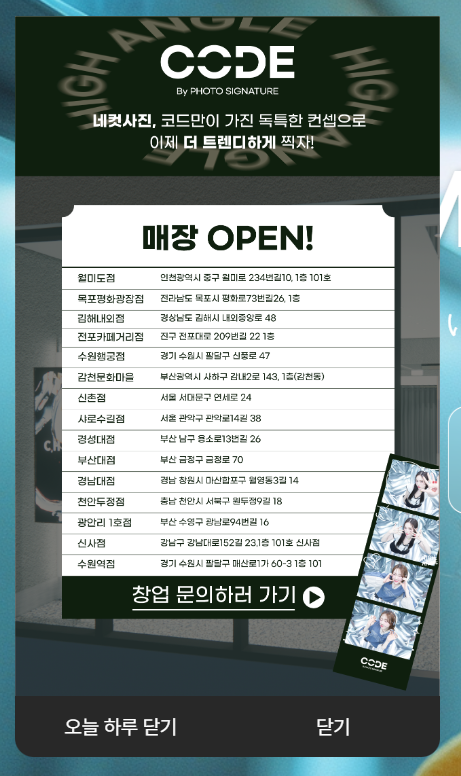 HIGH ANGLE HIGH ANGLE
CODE
By PHOTO SIGNATURE
네컷사진, 코드만이 가진 독특한 컨셉으로
이제 더 트렌디하게 찍자!
매장 OPEN!
월미도점 인천광역시 중구 월미로 234번길10, 1층 101호
목포평화광장점 전라남도 목포시 평화로73번길26, 1층
김해내외점 경상남도 김해시 내외중앙로 48
전포카페거리점 진구 전포대로 209번길 22 1층
수원행궁점 경기 수원시 팔달구 신풍로 47
감천문화마을 부산광역시 사하구 감내2로 143, 1층(감천동)
신촌점 서울 서대문구 연세로 24
샤로수길점 서울 관악구 관악로14길 38
경성대점 부산 남구 용소로13번길 26
부산대점 부산 금정구 금정로 70
경남대점 경남 창원시 마산합포구 월영동3길 14
천안두정점 충남 천안시 서북구 원두정9길 18
광안리 1호점 부산 수영구 광남로94번길 16
신사점 강남구 강남대로152길 23,1층 101호 신사점
수원역점 경기 수원시 팔달구 매산로1가 60-3 1층 101
창업 문의하러 가기
CODE
오늘 하루 닫기 닫기